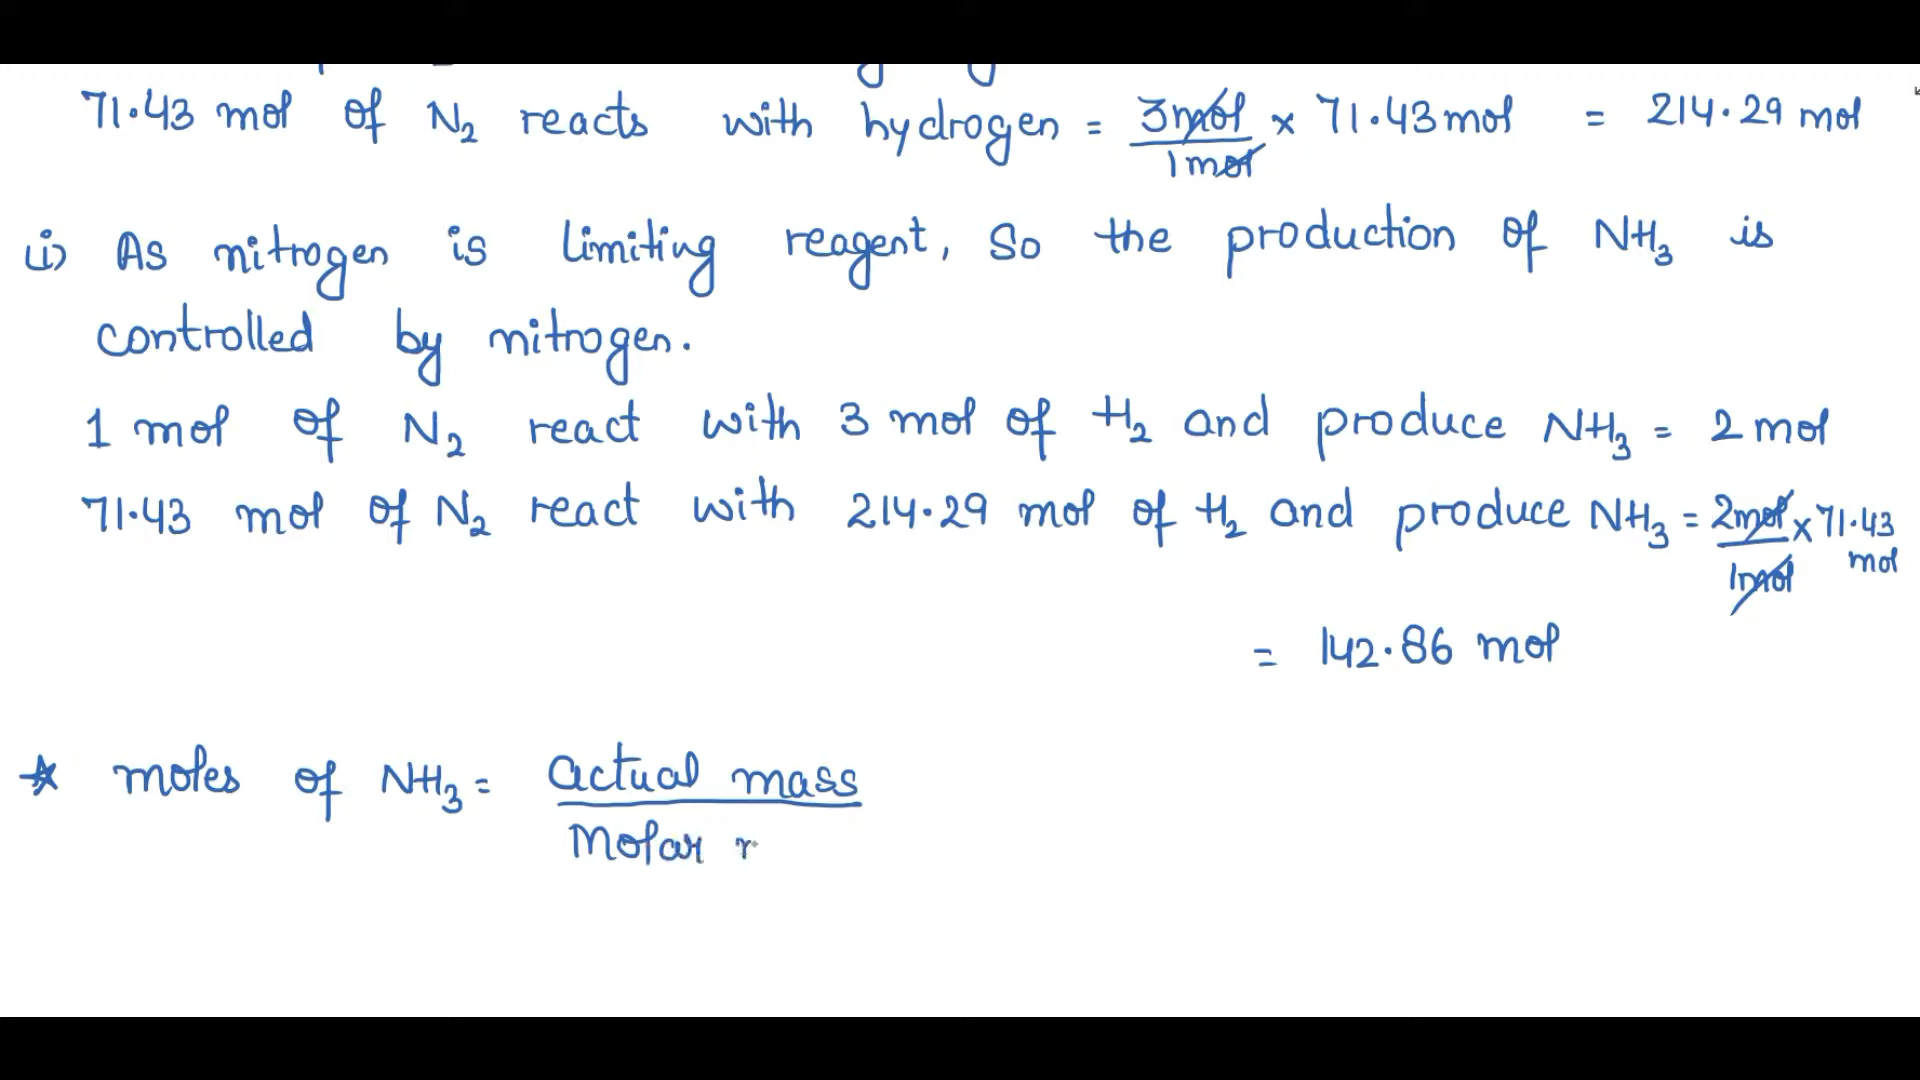 71.43 mol of N₂ reacts with hydrogen = 3mol/1mol × 71.43 mol = 214.29 mol
(i) As nitrogen is limiting reagent, So the production of NH₃ is
controlled by nitrogen.
1 mol of N₂ react with 3 mol of H₂ and produce NH₃ = 2 mol
71.43 mol of N₂ react with 214.29 mol of H₂ and produce NH₃ = 2mol/1mol × 71.43 mol
= 142.86 mol
* moles of NH₃ = actual mass
Molar